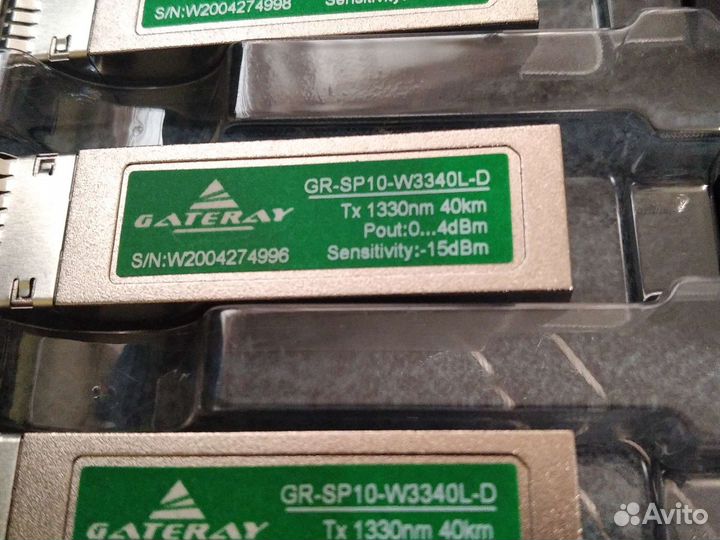 S/N:W2004274998
Sensitivity:
GATERAY
GR-SP10-W3340L-D
Tx 1330nm 40km
Pout:0...4dBm
S/N:W2004274996
Sensitivity:-15dBm
GATERAY
GR-SP10-W3340L-D
Tx 1330nm 40km
Avito